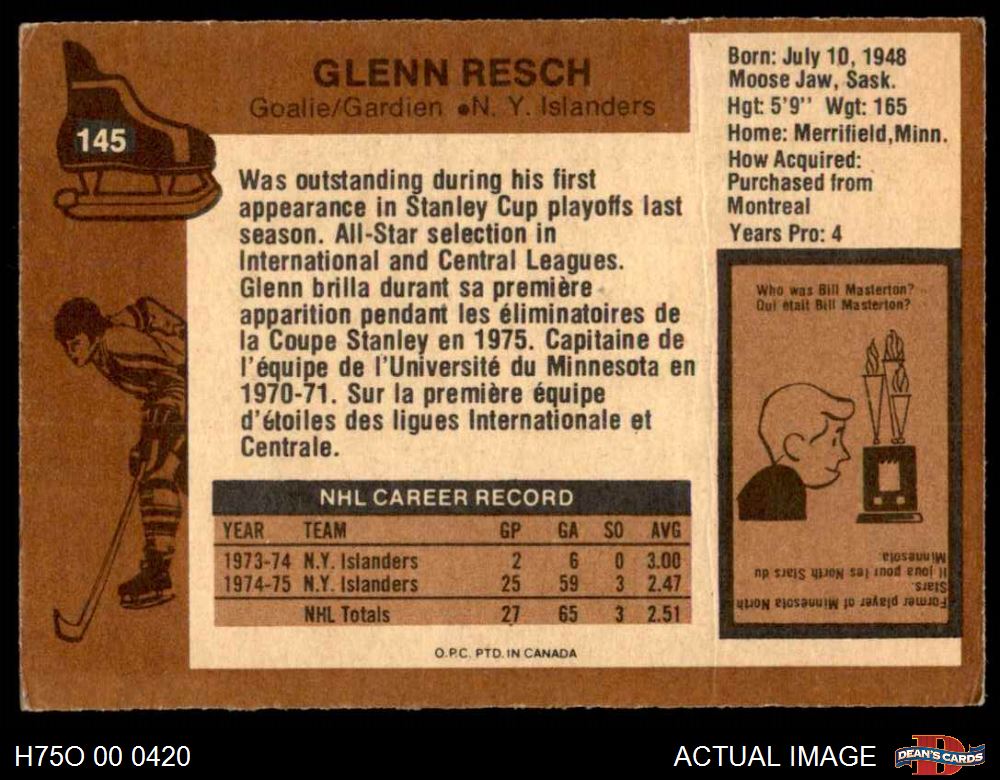 145
GLENN RESCH
Goalie/Gardien ●N. Y. Islanders
Born: July 10, 1948
Moose Jaw, Sask.
Hgt: 5'9'' Wgt: 165
Home: Merrifield,Minn.
How Acquired:
Purchased from
Montreal
Years Pro: 4
Was outstanding during his first
appearance in Stanley Cup playoffs last
season. All-Star selection in
International and Central Leagues.
Glenn brilla durant sa première
apparition pendant les éliminatoires de
la Coupe Stanley en 1975. Capitaine de
l'équipe de l'Université du Minnesota en
1970-71. Sur la première équipe
d'étoiles des ligues Internationale et
Centrale.
NHL CAREER RECORD
YEAR TEAM GP GA SO AVG
1973-74 N.Y. Islanders 2 6 0 3.00
1974-75 N.Y. Islanders 25 59 3 2.47
NHL Totals 27 65 3 2.51
O.P.C. PTD. IN CANADA
Who was Bill Masterton?
Qui était Bill Masterton?
Former player of Minnesota North
Stars.
Il joua pour les North Stars du
Minnesota.
H75O 00 0420
ACTUAL IMAGE
D
DEAN'S CARDS